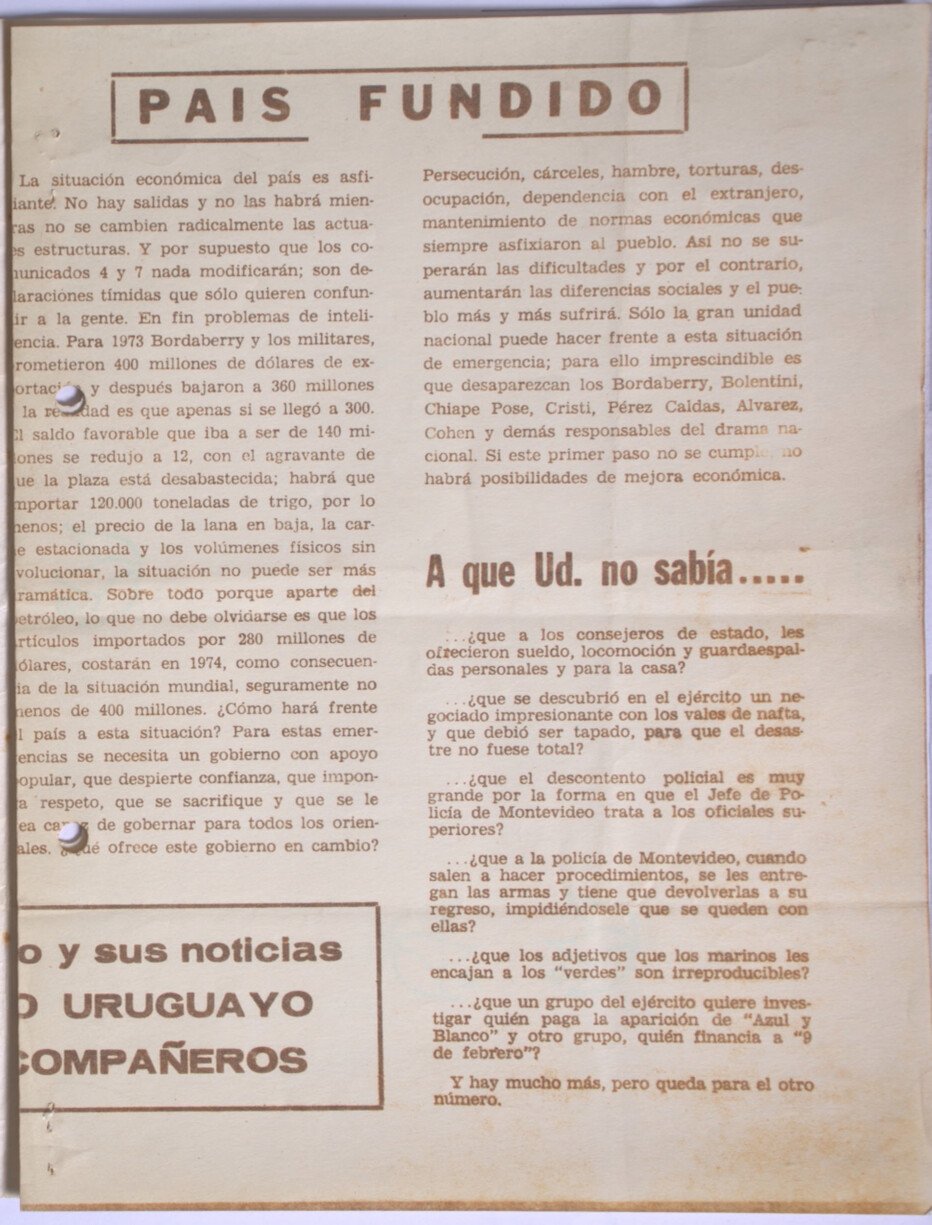 PAIS FUNDIDO
La situación económica del país es asfi-
iante. No hay salidas y no las habrá mien-
ras no se cambien radicalmente las actua-
es estructuras. Y por supuesto que los co-
unicados 4 y 7 nada modificarán; son de-
laraciones tímidas que sólo quieren confun-
ir a la gente. En fin problemas de inteli-
encia. Para 1973 Bordaberry y los militares,
rometieron 400 millones de dólares de ex-
ortación y después bajaron a 360 millones
la realidad es que apenas si se llegó a 300.
El saldo favorable que iba a ser de 140 mi-
ones se redujo a 12, con el agravante de
ue la plaza está desabastecida; habrá que
mportar 120.000 toneladas de trigo, por lo
enos; el precio de la lana en baja, la car-
e estacionada y los volúmenes físicos sin
volucionar, la situación no puede ser más
ramática. Sobre todo porque aparte del
etróleo, lo que no debe olvidarse es que los
rtículos importados por 280 millones de
ólares, costarán en 1974, como consecuen-
ia de la situación mundial, seguramente no
enos de 400 millones. ¿Cómo hará frente
l país a esta situación? Para estas emer-
encias se necesita un gobierno con apoyo
opular, que despierte confianza, que impon-
a respeto, que se sacrifique y que se le
ea capaz de gobernar para todos los orien-
ales. ¿Qué ofrece este gobierno en cambio?
Persecución, cárceles, hambre, torturas, des-
ocupación, dependencia con el extranjero,
mantenimiento de normas económicas que
siempre asfixiaron al pueblo. Así no se su-
perarán las dificultades y por el contrario,
aumentarán las diferencias sociales y el pue-
blo más y más sufrirá. Sólo la gran unidad
nacional puede hacer frente a esta situación
de emergencia; para ello imprescindible es
que desaparezcan los Bordaberry, Bolentini,
Chiape Pose, Cristi, Pérez Caldas, Alvarez,
Cohen y demás responsables del drama na-
cional. Si este primer paso no se cumple, no
habrá posibilidades de mejora económica.
o y sus noticias
O URUGUAYO
COMPAÑEROS
A que Ud. no sabía.....
...¿que a los consejeros de estado, les
ofrecieron sueldo, locomoción y guardaespal-
das personales y para la casa?
...¿que se descubrió en el ejército un ne-
gociado impresionante con los vales de nafta,
y que debió ser tapado, para que el desas-
tre no fuese total?
...¿que el descontento policial es muy
grande por la forma en que el Jefe de Po-
licía de Montevideo trata a los oficiales su-
periores?
...¿que a la policía de Montevideo, cuando
salen a hacer procedimientos, se les entre-
gan las armas y tiene que devolverlas a su
regreso, impidiéndosele que se queden con
ellas?
...¿que los adjetivos que los marinos les
encajan a los "verdes" son irreproducibles?
...¿que un grupo del ejército quiere inves-
tigar quién paga la aparición de "Azul y
Blanco" y otro grupo, quién financia a "9
de febrero"?
Y hay mucho más, pero queda para el otro
número.